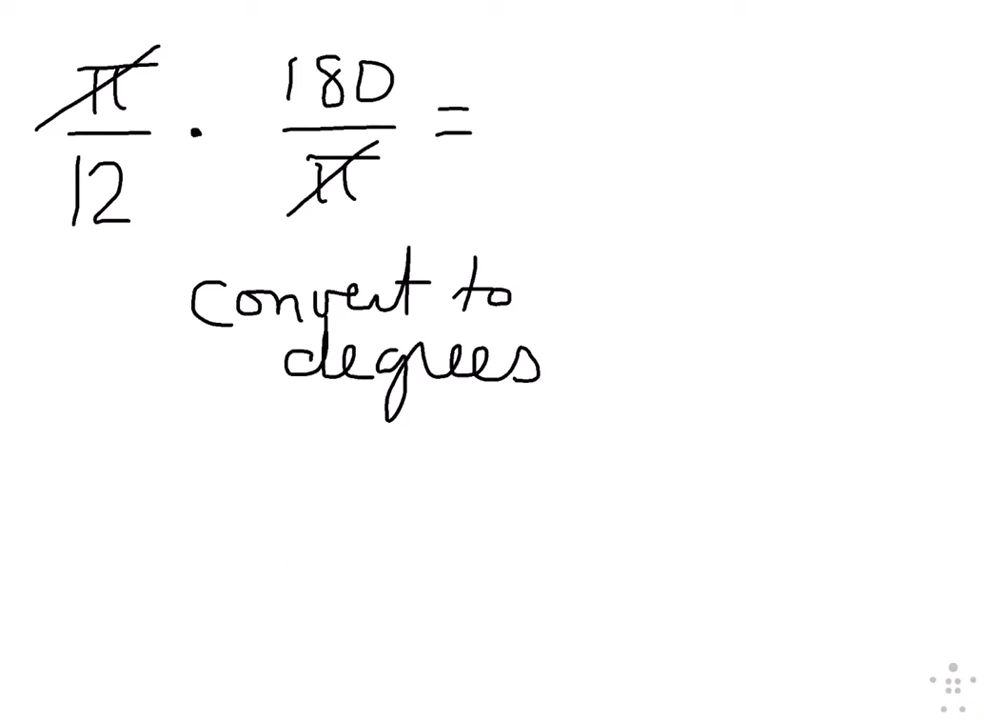 π/12 · 180/π =
convert to
degrees